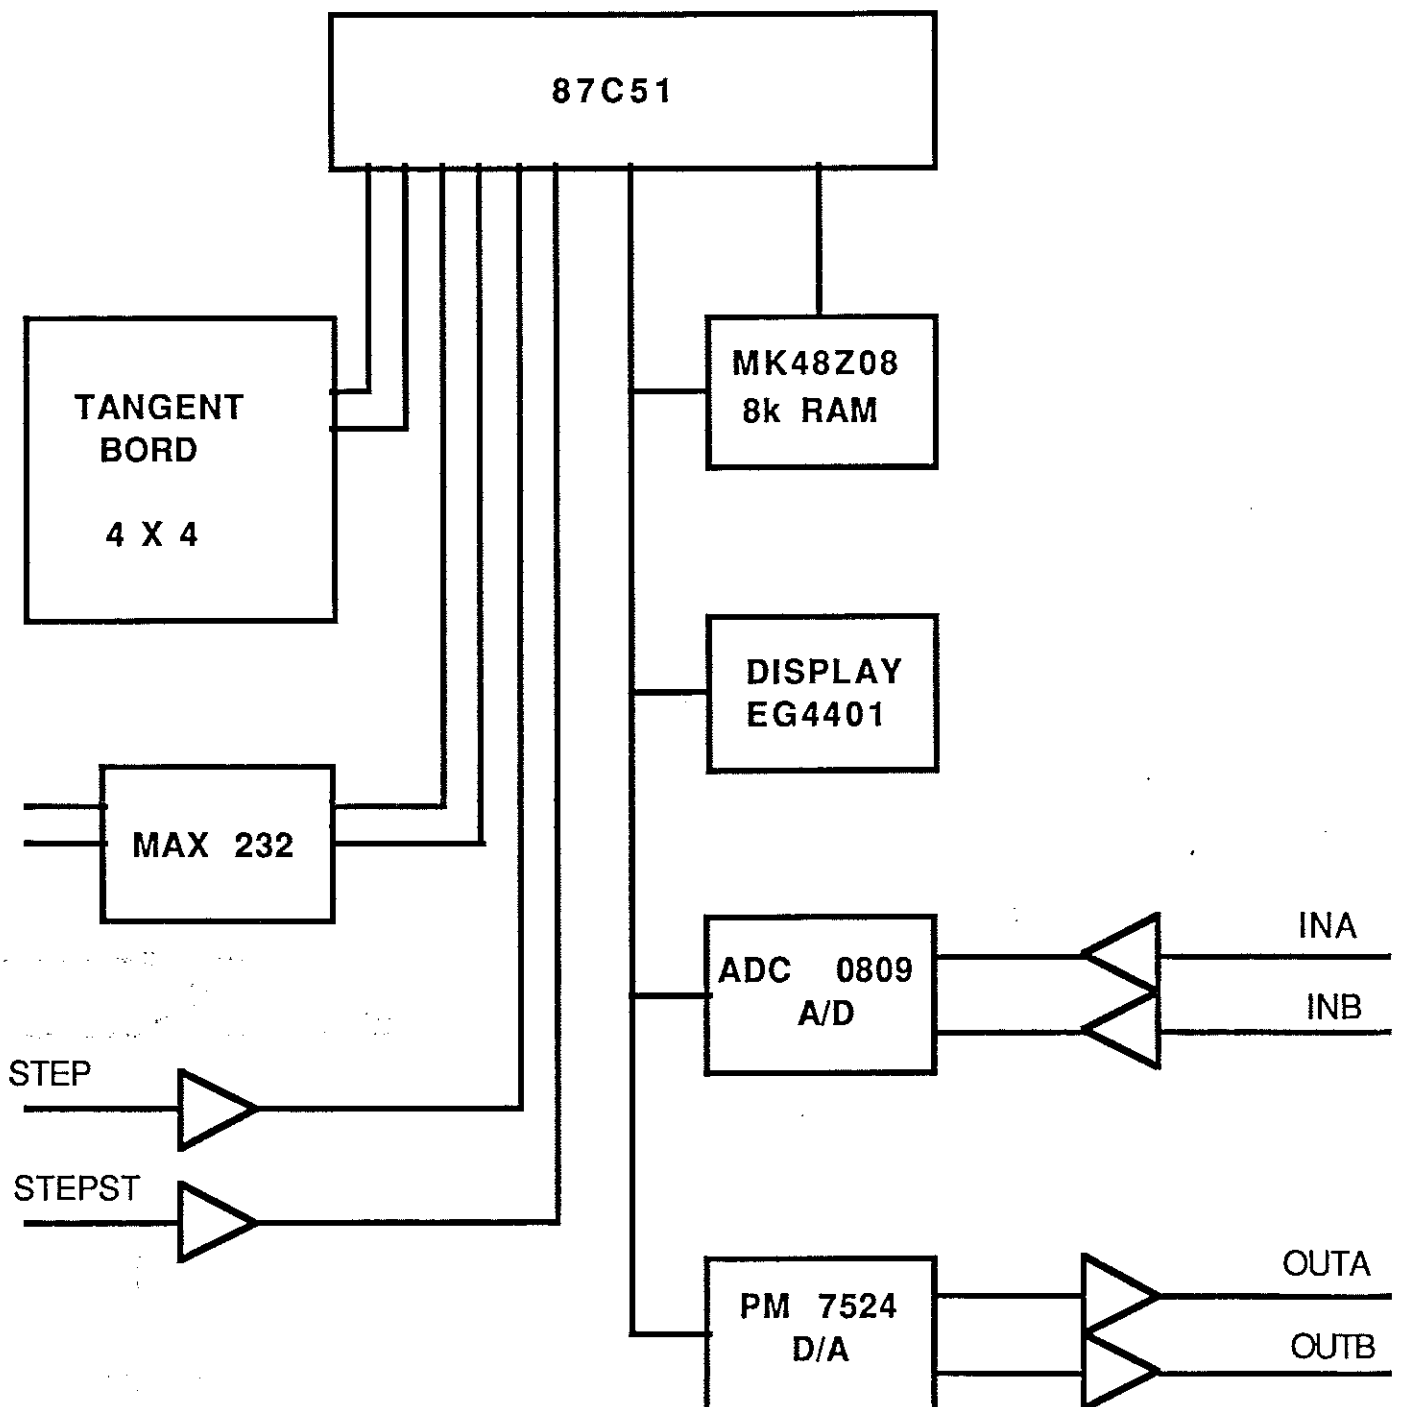 87C51
TANGENT
BORD
4 X 4
MK48Z08
8k RAM
DISPLAY
EG4401
MAX 232
ADC 0809
A/D
INA
INB
STEP
STEPST
PM 7524
D/A
OUTA
OUTB